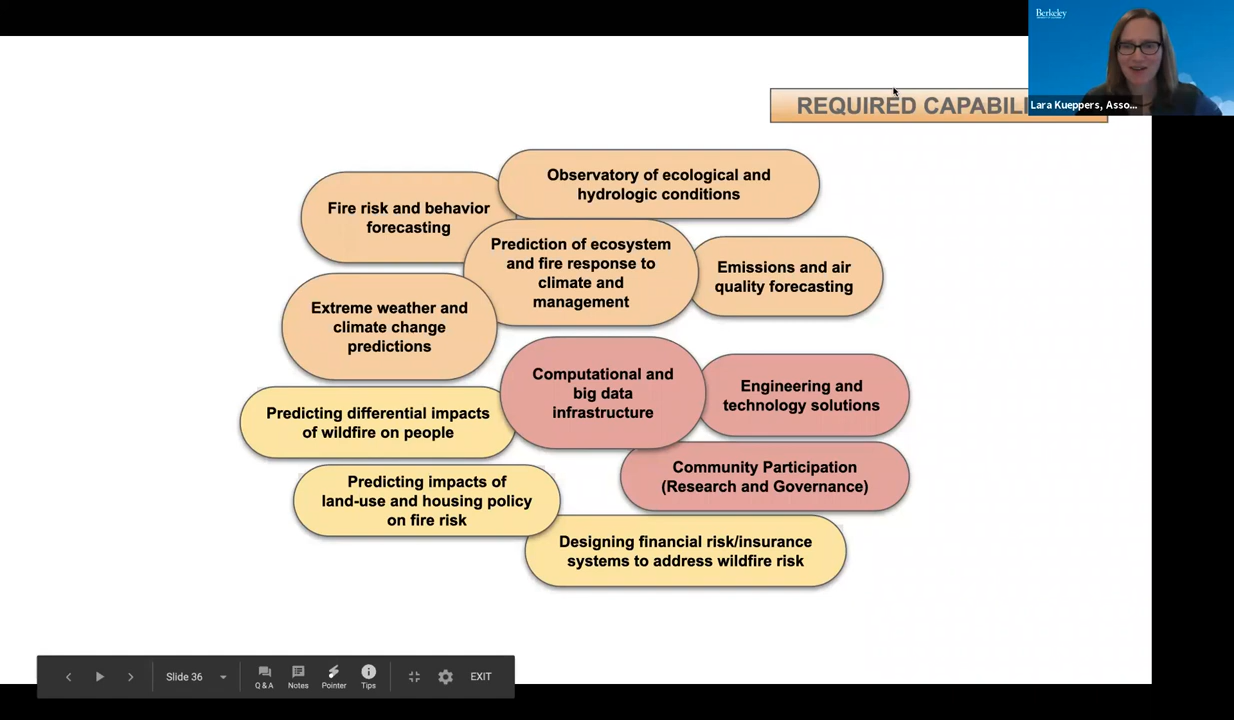 Berkeley
REQUIRED CAPABILI
Lara Kueppers, Asso...
Observatory of ecological and
hydrologic conditions
Fire risk and behavior
forecasting
Prediction of ecosystem
and fire response to
climate and
management
Emissions and air
quality forecasting
Extreme weather and
climate change
predictions
Computational and
big data
infrastructure
Engineering and
technology solutions
Predicting differential impacts
of wildfire on people
Community Participation
(Research and Governance)
Predicting impacts of
land-use and housing policy
on fire risk
Designing financial risk/insurance
systems to address wildfire risk
Slide 36
Q & A
Notes
Pointer
Tips
EXIT